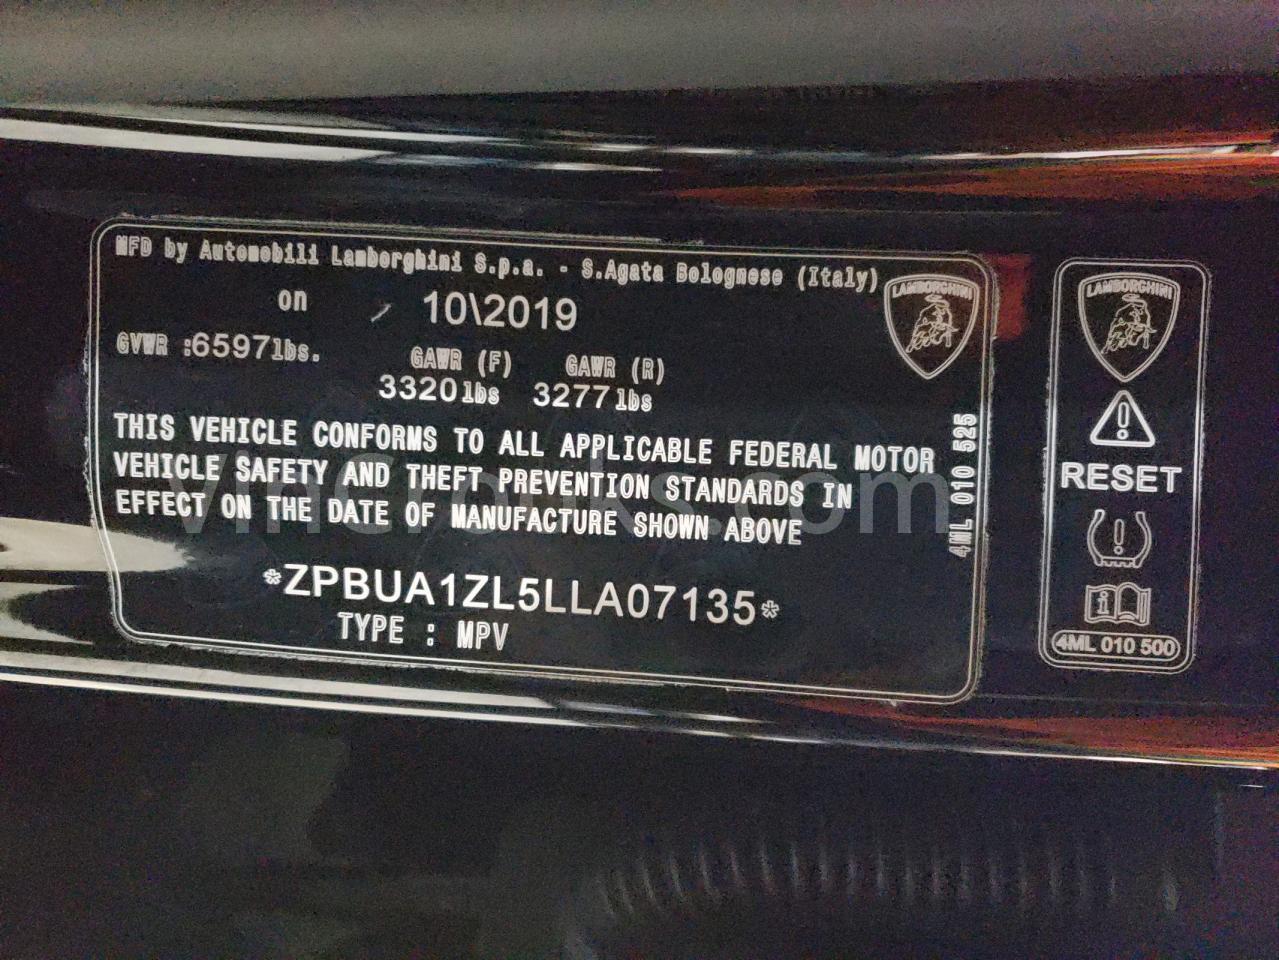 MFD by Automobili Lamborghini S.p.a. - S.Agata Bolognese (Italy)
on 10\2019
GVWR :6597lbs. GAWR (F) GAWR (R)
3320lbs 3277lbs
THIS VEHICLE CONFORMS TO ALL APPLICABLE FEDERAL MOTOR
VEHICLE SAFETY AND THEFT PREVENTION STANDARDS IN
EFFECT ON THE DATE OF MANUFACTURE SHOWN ABOVE
*ZPBUA1ZL5LLA07135*
TYPE : MPV
LAMBORGHINI
4ML 010 525
LAMBORGHINI
RESET
4ML 010 500